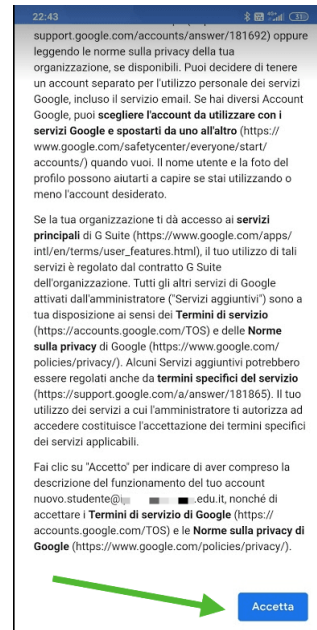 22:43
support.google.com/accounts/answer/181692) oppure
leggendo le norme sulla privacy della tua
organizzazione, se disponibili. Puoi decidere di tenere
un account separato per l'utilizzo personale dei servizi
Google, incluso il servizio email. Se hai diversi Account
Google, puoi scegliere l'account da utilizzare con i
servizi Google e spostarti da uno all'altro (https://
www.google.com/safetycenter/everyone/start/
accounts/) quando vuoi. Il nome utente e la foto del
profilo possono aiutarti a capire se stai utilizzando o
meno l'account desiderato.
Se la tua organizzazione ti dà accesso ai servizi
principali di G Suite (https://www.google.com/apps/
intl/en/terms/user_features.html), il tuo utilizzo di tali
servizi è regolato dal contratto G Suite
dell'organizzazione. Tutti gli altri servizi di Google
attivati dall'amministratore ("Servizi aggiuntivi") sono a
tua disposizione ai sensi dei Termini di servizio
(https://accounts.google.com/TOS) e delle Norme
sulla privacy di Google (https://www.google.com/
policies/privacy/). Alcuni Servizi aggiuntivi potrebbero
essere regolati anche da termini specifici del servizio
(https://support.google.com/a/answer/181865). Il tuo
utilizzo dei servizi a cui l'amministratore ti autorizza ad
accedere costituisce l'accettazione dei termini specifici
dei servizi applicabili.
Fai clic su "Accetto" per indicare di aver compreso la
descrizione del funzionamento del tuo account
nuovo.studente@i .edu.it, nonché di
accettare i Termini di servizio di Google (https://
accounts.google.com/TOS) e le Norme sulla privacy di
Google (https://www.google.com/policies/privacy/).
Accetta